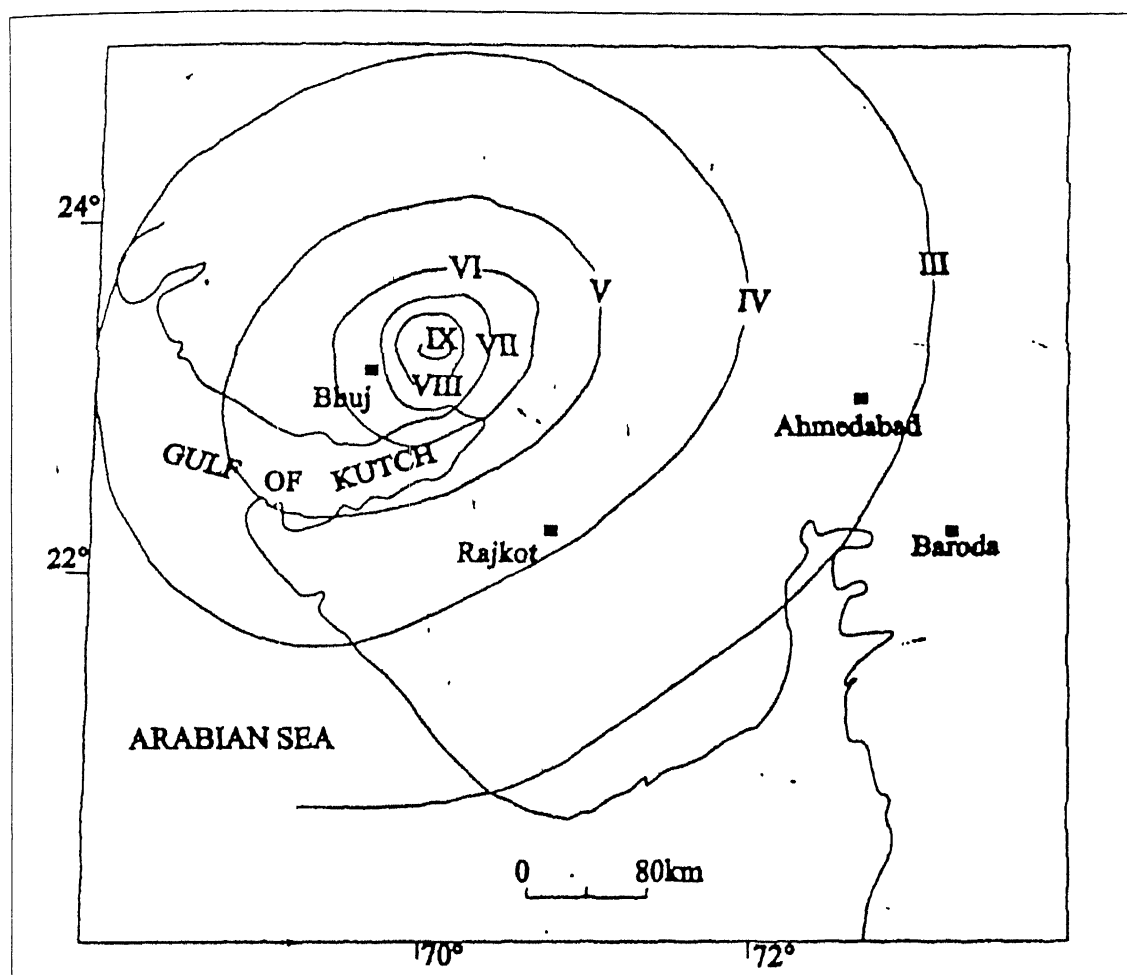 24°
VI
V
IV
III
IX
VII
VIII
Bhuj
Ahmedabad
GULF OF KUTCH
Rajkot
Baroda
22°
ARABIAN SEA
0 80km
70° 72°